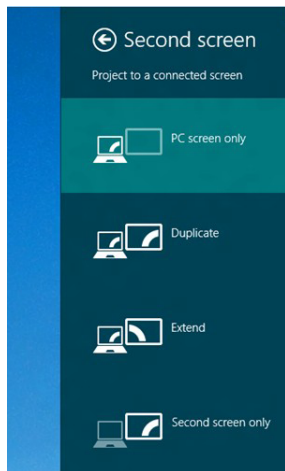 Second screen
Project to a connected screen
PC screen only
Duplicate
Extend
Second screen only